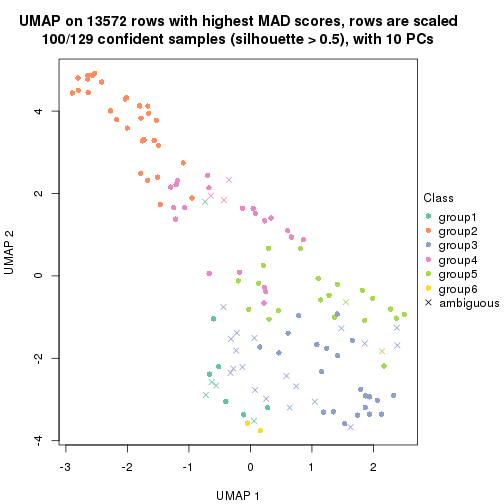 UMAP on 13572 rows with highest MAD scores, rows are scaled
100/129 confident samples (silhouette > 0.5), with 10 PCs
Class
group1
group2
group3
group4
group5
group6
ambiguous
UMAP 2
4
2
0
-2
-4
-3
-2
-1
0
1
2
UMAP 1